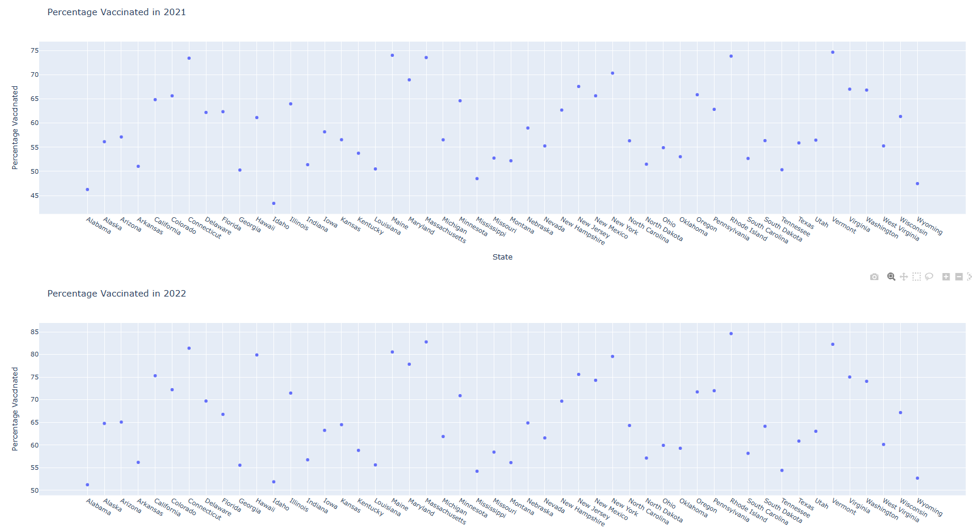 Percentage Vaccinated in 2021
75
70
65
60
55
50
45
Percentage Vaccinated
Alabama
Alaska
Arizona
Arkansas
California
Colorado
Connecticut
Delaware
Florida
Georgia
Hawaii
Idaho
Illinois
Indiana
Iowa
Kansas
Kentucky
Louisiana
Maine
Maryland
Massachusetts
Michigan
Minnesota
Mississippi
Missouri
Montana
Nebraska
Nevada
New Hampshire
New Jersey
New Mexico
New York
North Carolina
North Dakota
Ohio
Oklahoma
Oregon
Pennsylvania
Rhode Island
South Carolina
South Dakota
Tennessee
Texas
Utah
Vermont
Virginia
Washington
West Virginia
Wisconsin
Wyoming
State
Percentage Vaccinated in 2022
85
80
75
70
65
60
55
50
Percentage Vaccinated
Alabama
Alaska
Arizona
Arkansas
California
Colorado
Connecticut
Delaware
Florida
Georgia
Hawaii
Idaho
Illinois
Indiana
Iowa
Kansas
Kentucky
Louisiana
Maine
Maryland
Massachusetts
Michigan
Minnesota
Mississippi
Missouri
Montana
Nebraska
Nevada
New Hampshire
New Jersey
New Mexico
New York
North Carolina
North Dakota
Ohio
Oklahoma
Oregon
Pennsylvania
Rhode Island
South Carolina
South Dakota
Tennessee
Texas
Utah
Vermont
Virginia
Washington
West Virginia
Wisconsin
Wyoming